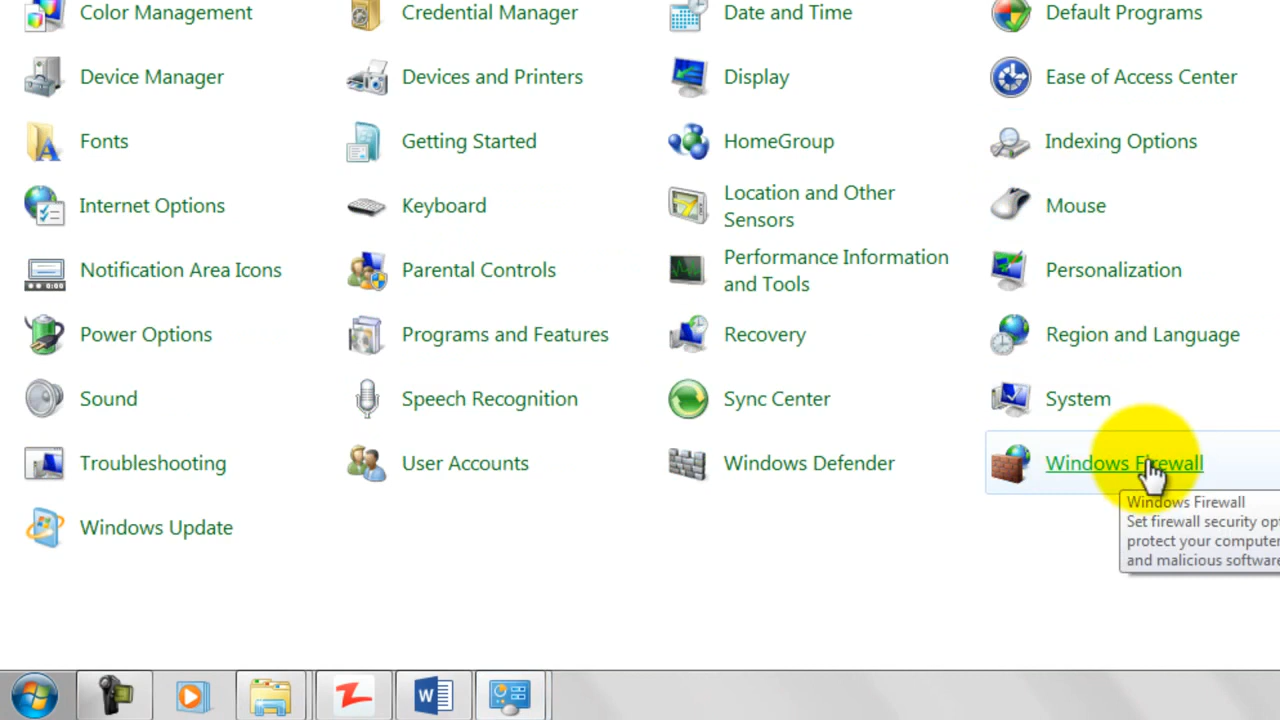 Color Management
Credential Manager
Date and Time
Default Programs
Device Manager
Devices and Printers
Display
Ease of Access Center
Fonts
Getting Started
HomeGroup
Indexing Options
Internet Options
Keyboard
Location and Other
Sensors
Mouse
Notification Area Icons
Parental Controls
Performance Information
and Tools
Personalization
Power Options
Programs and Features
Recovery
Region and Language
Sound
Speech Recognition
Sync Center
System
Troubleshooting
User Accounts
Windows Defender
Windows Firewall
Windows Update
Windows Firewall
Set firewall security op
protect your computer
and malicious software